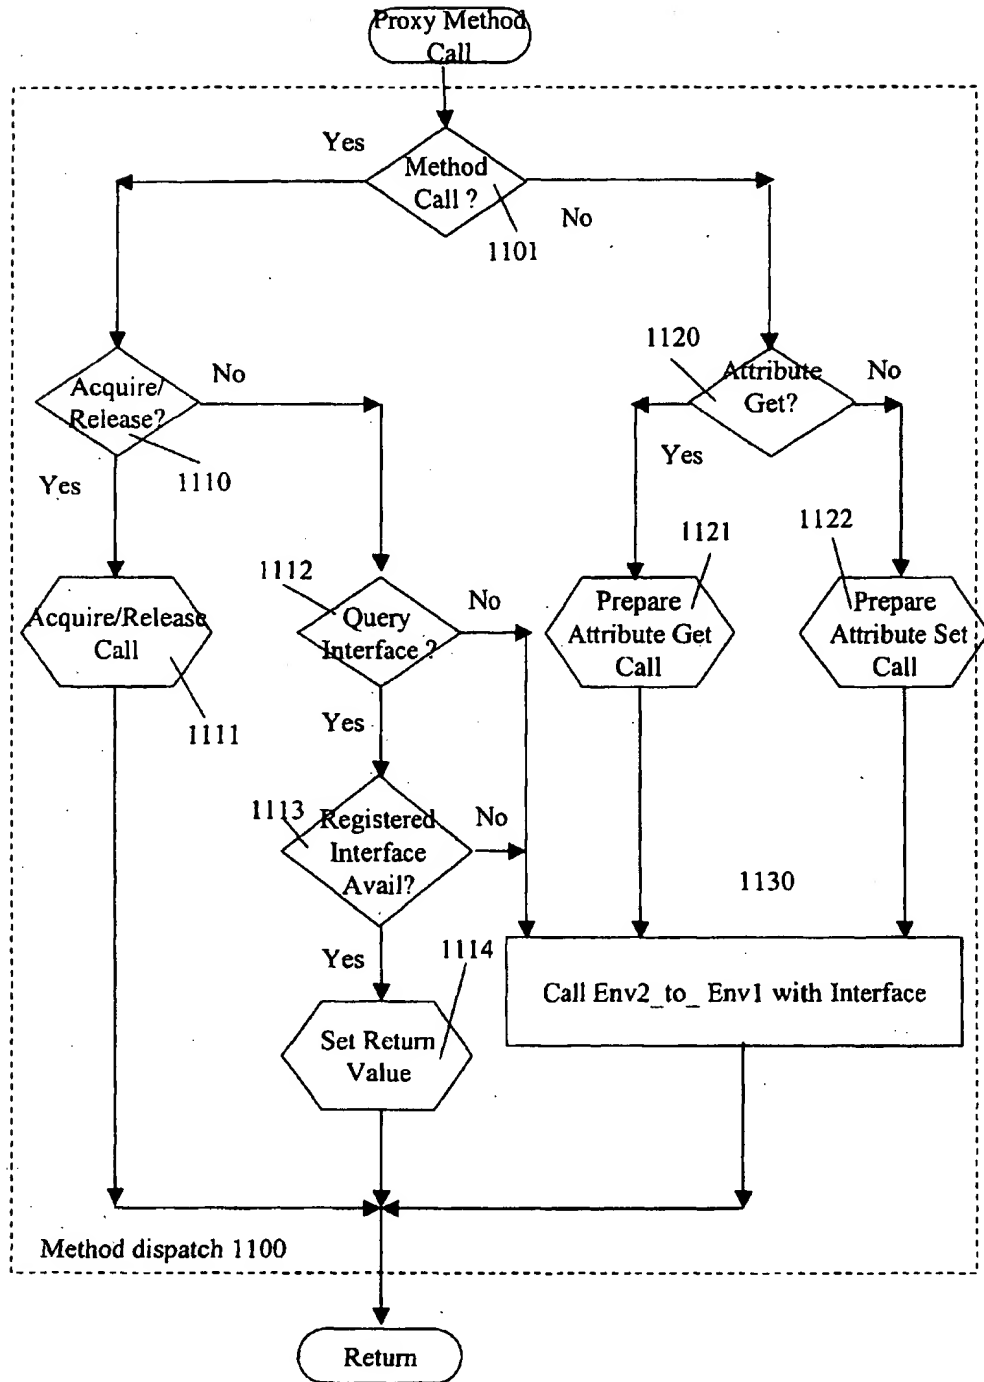 Proxy Method
Call
Yes
Method
Call ?
No
1101
1120
Acquire/
Release?
No
Attribute
Get?
No
Yes
1110
Yes
1121
1122
1112
Acquire/Release
Call
Query
Interface ?
No
Prepare
Attribute Get
Call
Prepare
Attribute Set
Call
1111
Yes
1113
Registered
Interface
Avail?
No
1130
Yes
1114
Call Env2_to_ Env1 with Interface
Set Return
Value
Method dispatch 1100
Return